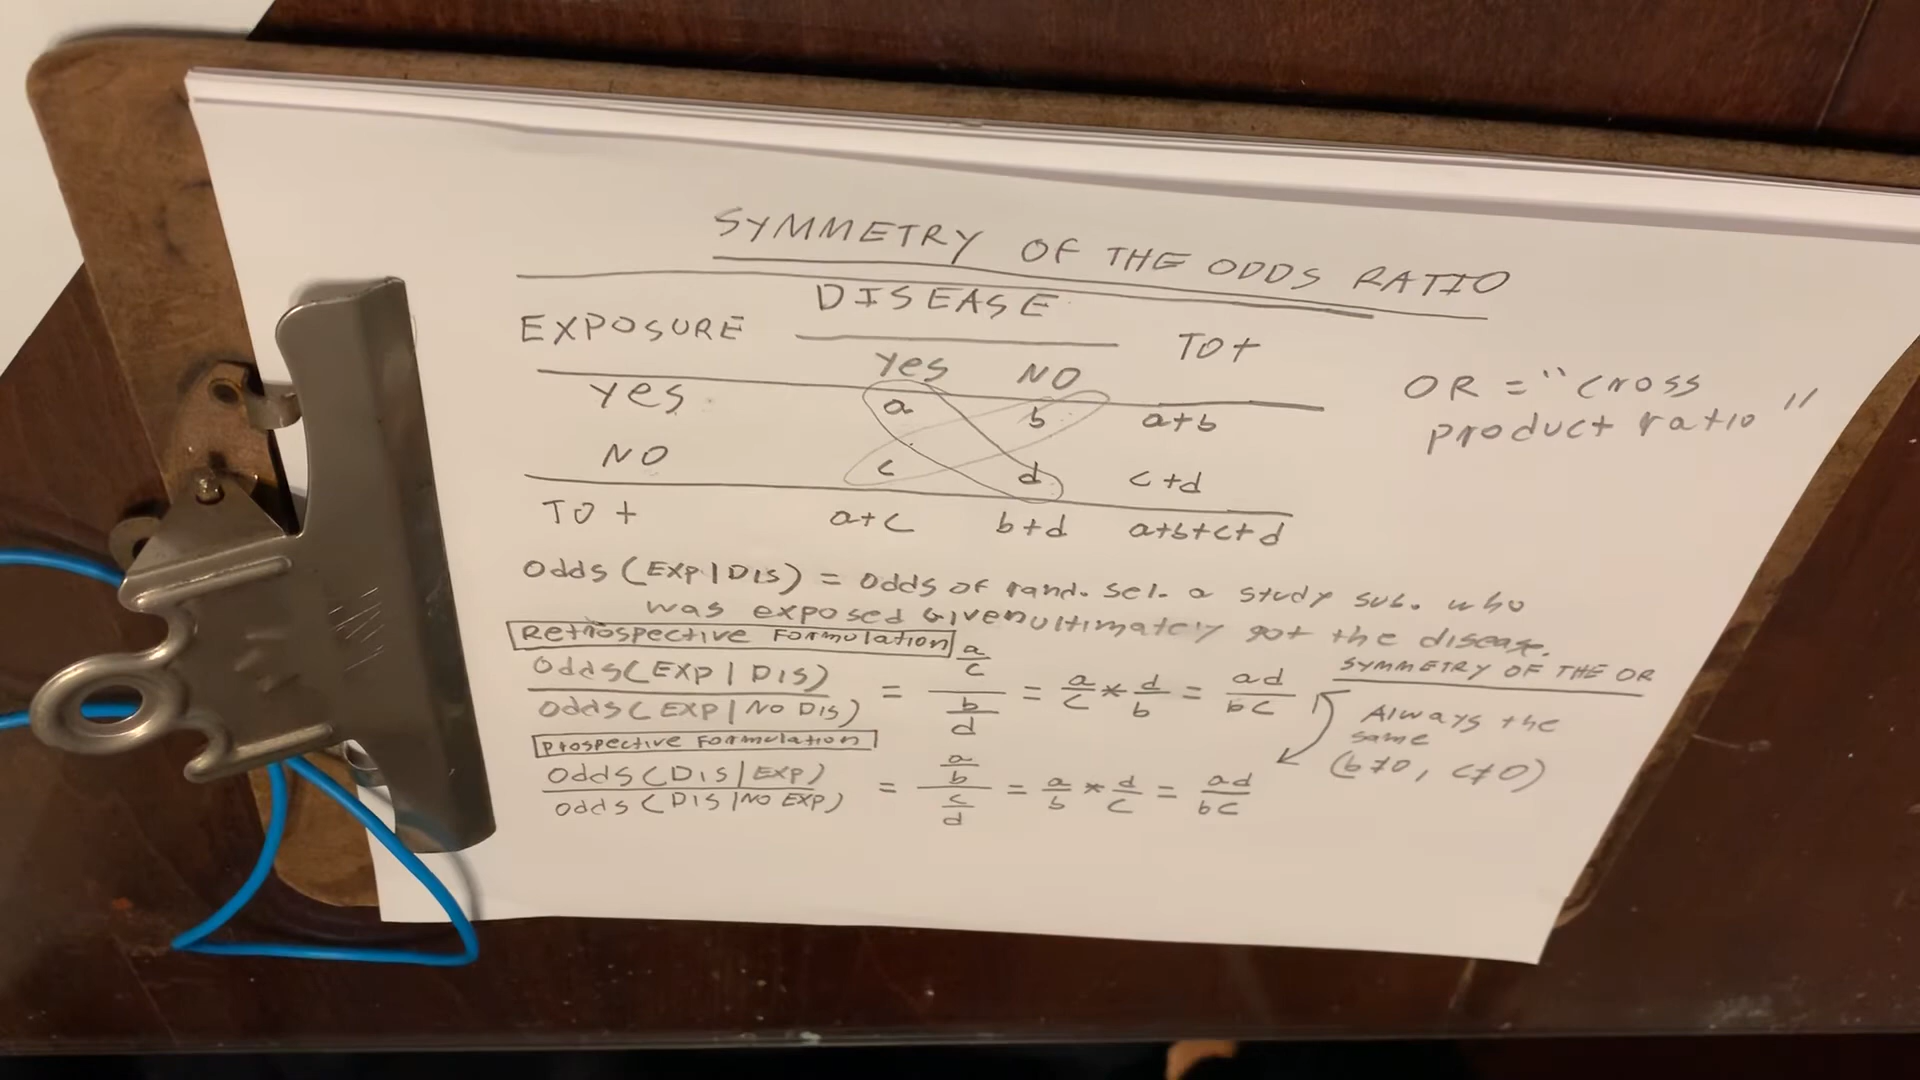 SYMMETRY OF THE ODDS RATIO
DISEASE
EXPOSURE TOT
Yes NO
Yes a b a+b
NO c d c+d
TOT a+c b+d a+b+c+d
OR = "cross
product ratio"
Odds (EXP|DIS) = Odds of rand. sel. a study sub. who
was exposed Given ultimately got the disease.
Retrospective Formulation
Odds(EXP|DIS) / Odds(EXP|NO DIS) = (a/c) / (b/d) = a/c * d/b = ad/bc
SYMMETRY OF THE OR
Always the
same
(b≠0, c≠0)
Prospective Formulation
Odds(DIS|EXP) / Odds(DIS|NO EXP) = (a/b) / (c/d) = a/b * d/c = ad/bc